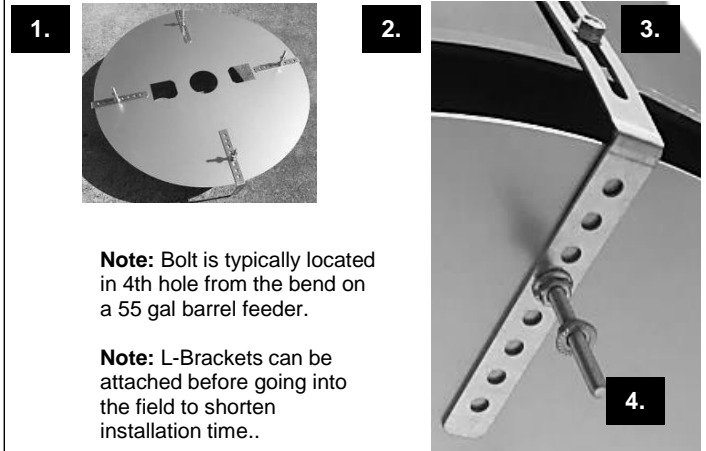 1.
2.
3.
Note: Bolt is typically located
in 4th hole from the bend on
a 55 gal barrel feeder.
Note: L-Brackets can be
attached before going into
the field to shorten
installation time..
4.